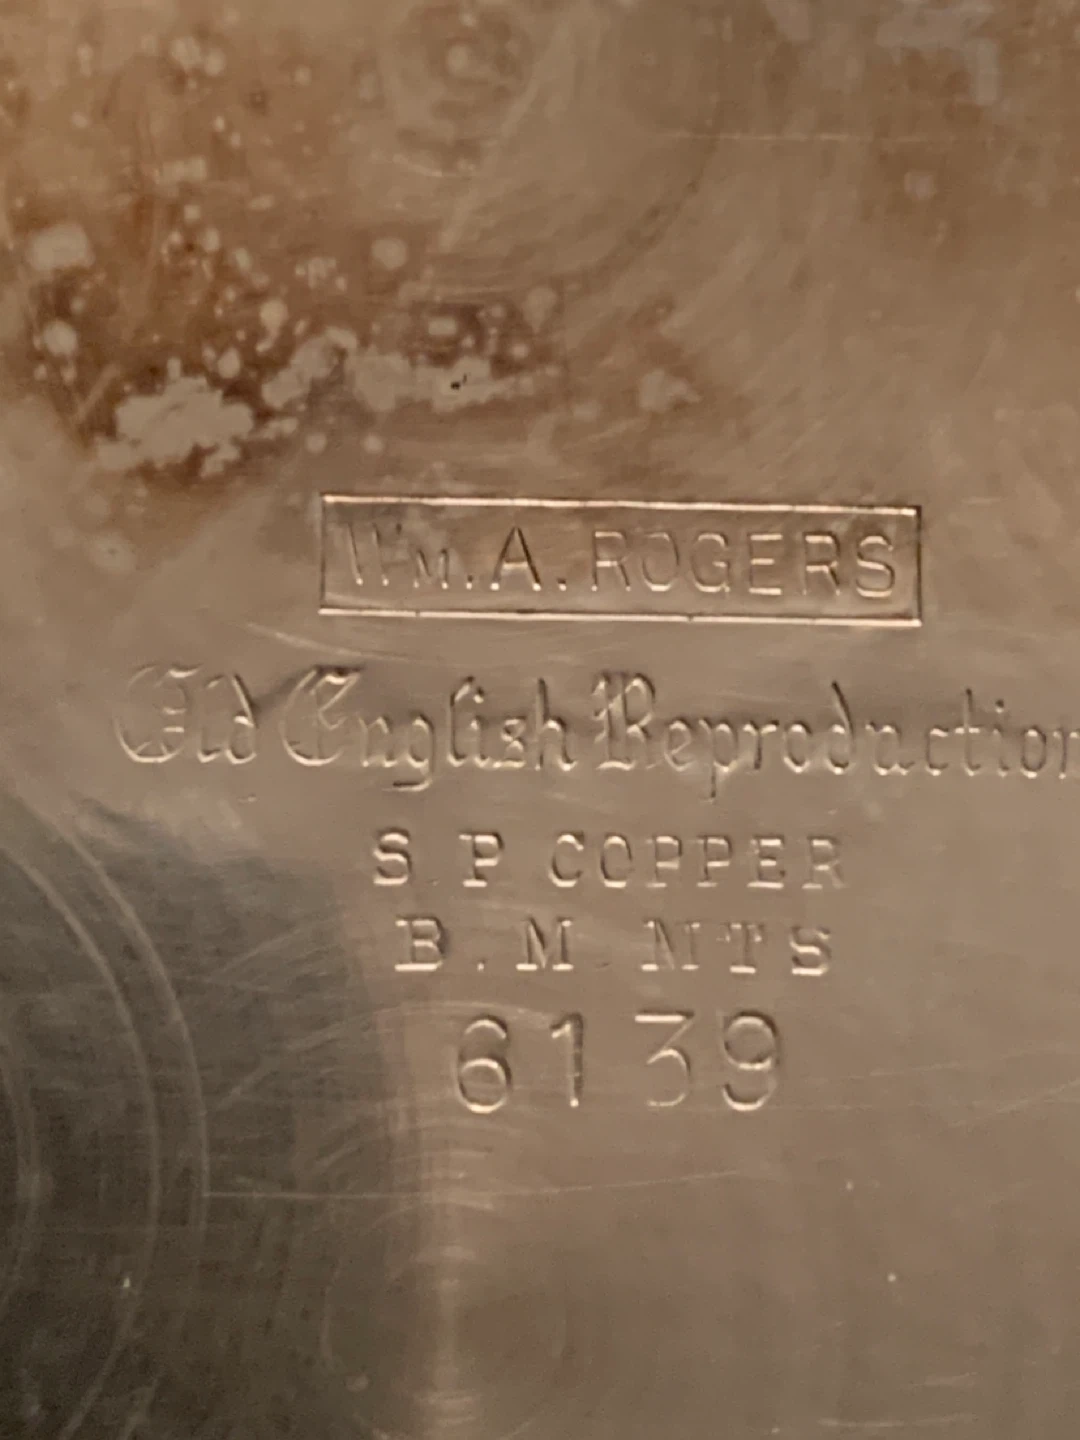 WM. A. ROGERS
Old English Reproduction
S.P COPPER
B.M. MTS
6139